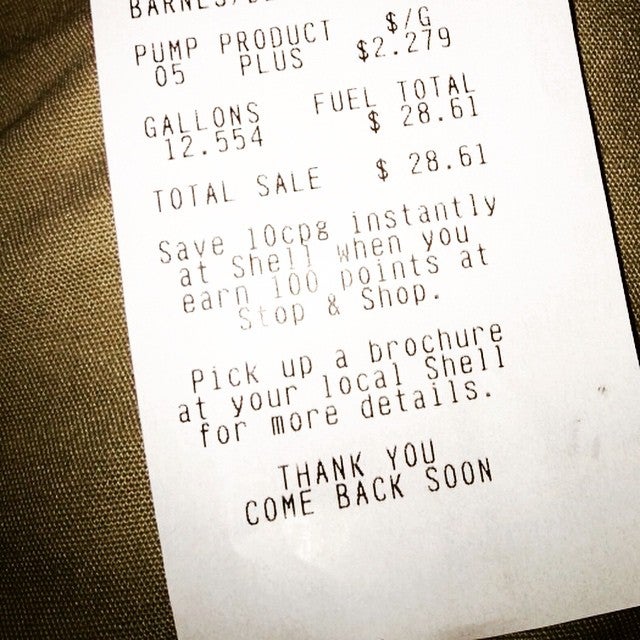 PUMP PRODUCT $/G
05 PLUS $2.279
GALLONS FUEL TOTAL
12.554 $ 28.61
TOTAL SALE $ 28.61
Save 10cpg instantly
at Shell when you
earn 100 points at
Stop & Shop.
Pick up a brochure
at your local Shell
for more details.
THANK YOU
COME BACK SOON